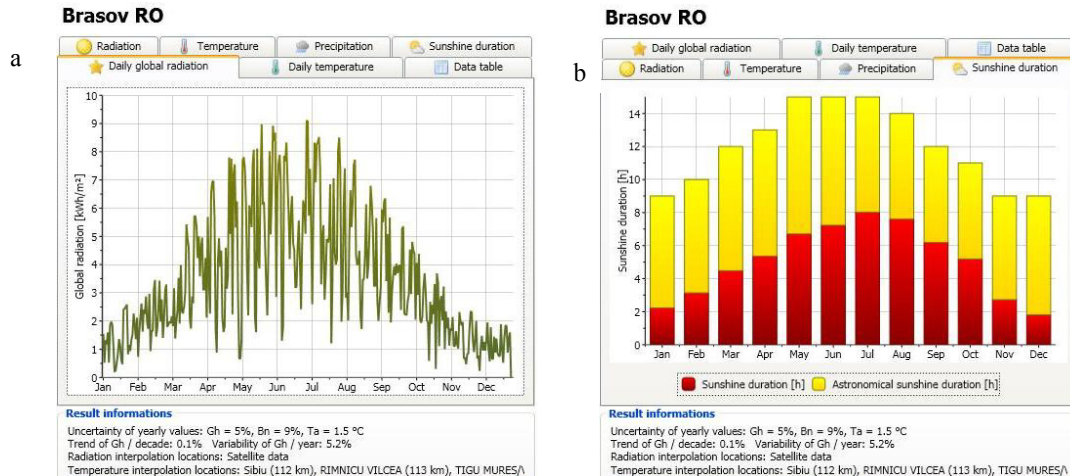 a
Brasov RO
Radiation Temperature Precipitation Sunshine duration
Daily global radiation Daily temperature Data table
Global radiation [kWh/m²]
10
9
8
7
6
5
4
3
2
1
0
Jan Feb Mar Apr May Jun Jul Aug Sep Oct Nov Dec
Result informations
Uncertainty of yearly values: Gh = 5%, Bn = 9%, Ta = 1.5 °C
Trend of Gh / decade: 0.1% Variability of Gh / year: 5.2%
Radiation interpolation locations: Satellite data
Temperature interpolation locations: Sibiu (112 km), RIMNICU VILCEA (113 km), TIGU MURES/\
b
Brasov RO
Daily global radiation Daily temperature Data table
Radiation Temperature Precipitation Sunshine duration
Sunshine duration [h]
14
12
10
8
6
4
2
0
Jan Feb Mar Apr May Jun Jul Aug Sep Oct Nov Dec
Sunshine duration [h] Astronomical sunshine duration [h]
Result informations
Uncertainty of yearly values: Gh = 5%, Bn = 9%, Ta = 1.5 °C
Trend of Gh / decade: 0.1% Variability of Gh / year: 5.2%
Radiation interpolation locations: Satellite data
Temperature interpolation locations: Sibiu (112 km), RIMNICU VILCEA (113 km), TIGU MURES/\